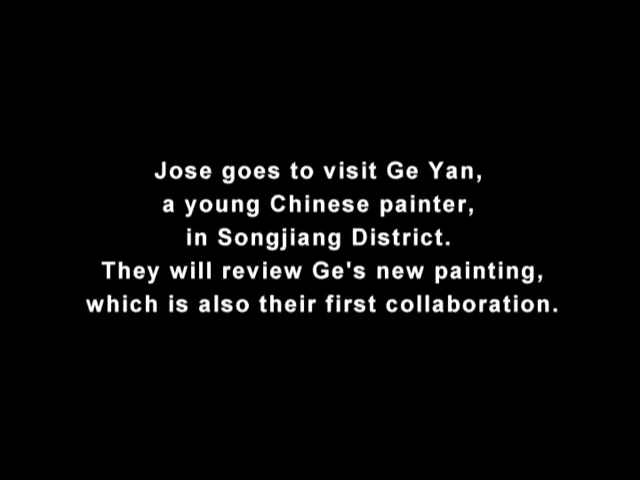 Jose goes to visit Ge Yan,
a young Chinese painter,
in Songjiang District.
They will review Ge's new painting,
which is also their first collaboration.